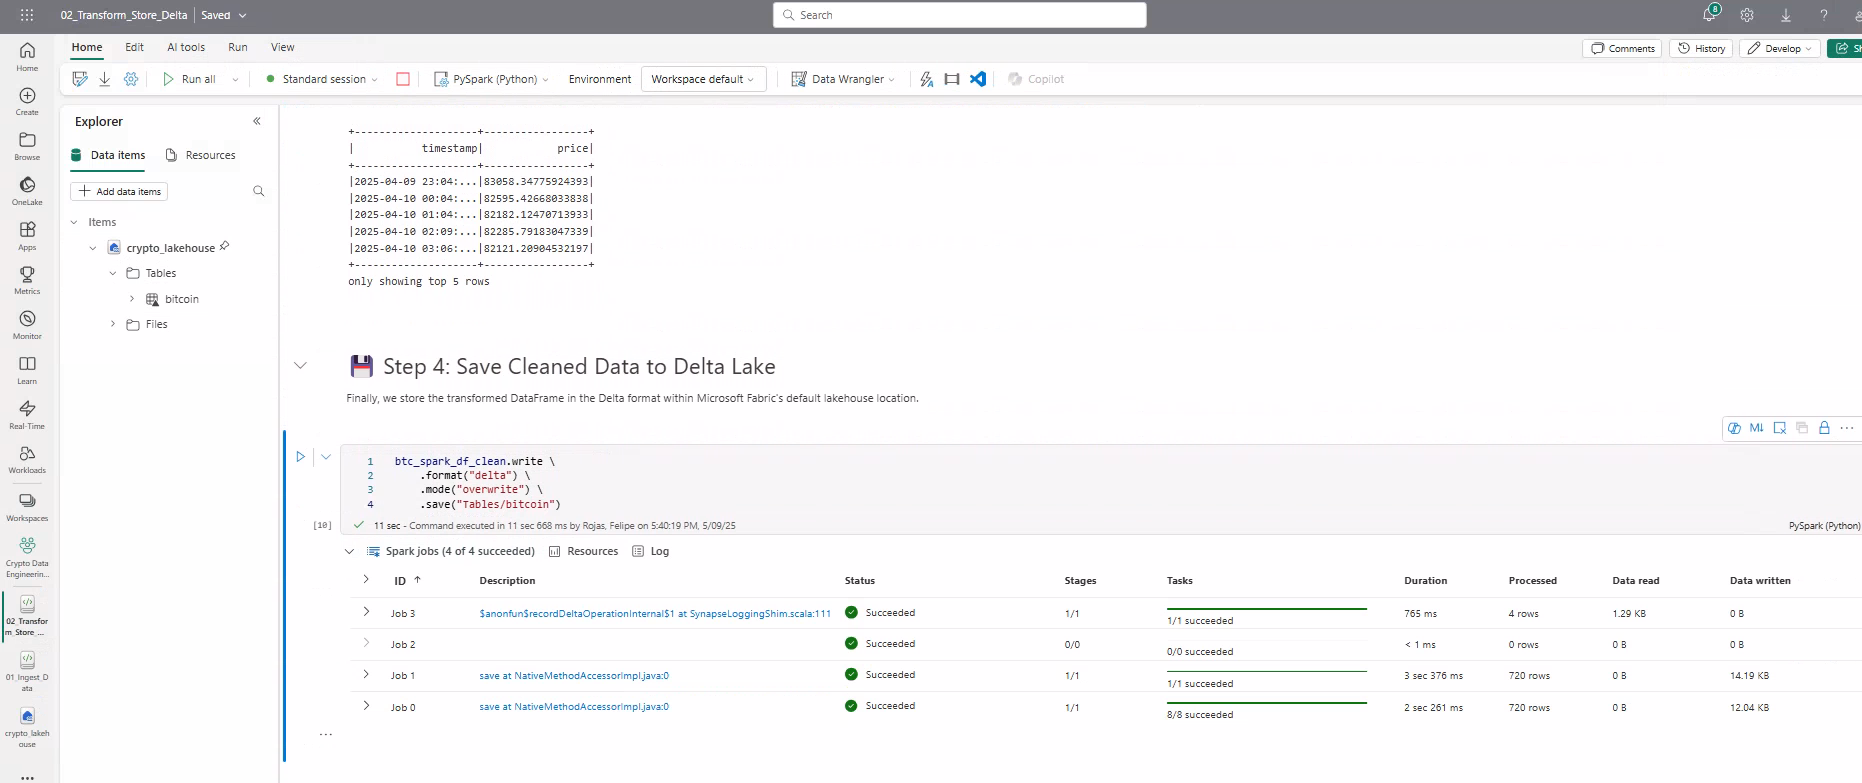 02_Transform_Store_Delta | Saved
Search
8
Home
Edit
AI tools
Run
View
Comments
History
Develop
Run all
Standard session
PySpark (Python)
Environment
Workspace default
Data Wrangler
Copilot
Home
Create
Browse
OneLake
Apps
Metrics
Monitor
Learn
Real-Time
Workloads
Workspaces
Crypto Data
Engineerin...
02_Transfor
m_Store_...
01_Ingest_D
ata
crypto_lakeh
ouse
Explorer
Data items
Resources
Add data items
Items
crypto_lakehouse
Tables
bitcoin
Files
+--------------------+-----------------+
|           timestamp|            price|
+--------------------+-----------------+
|2025-04-09 23:04:...|83058.34775924393|
|2025-04-10 00:04:...|82595.42668033838|
|2025-04-10 01:04:...|82182.12470713933|
|2025-04-10 02:09:...|82285.79183047339|
|2025-04-10 03:06:...|82121.20904532197|
+--------------------+-----------------+
only showing top 5 rows
Step 4: Save Cleaned Data to Delta Lake
Finally, we store the transformed DataFrame in the Delta format within Microsoft Fabric's default lakehouse location.
M↓
1 btc_spark_df_clean.write \
2 .format("delta") \
3 .mode("overwrite") \
4 .save("Tables/bitcoin")
[10]
11 sec - Command executed in 11 sec 668 ms by Rojas, Felipe on 5:40:19 PM, 5/09/25
PySpark (Python)
Spark jobs (4 of 4 succeeded)
Resources
Log
ID ↑ Description Status Stages Tasks Duration Processed Data read Data written
Job 3 $anonfun$recordDeltaOperationInternal$1 at SynapseLoggingShim.scala:111 Succeeded 1/1 1/1 succeeded 765 ms 4 rows 1.29 KB 0 B
Job 2 Succeeded 0/0 0/0 succeeded < 1 ms 0 rows 0 B 0 B
Job 1 save at NativeMethodAccessorImpl.java:0 Succeeded 1/1 1/1 succeeded 3 sec 376 ms 720 rows 0 B 14.19 KB
Job 0 save at NativeMethodAccessorImpl.java:0 Succeeded 1/1 8/8 succeeded 2 sec 261 ms 720 rows 0 B 12.04 KB